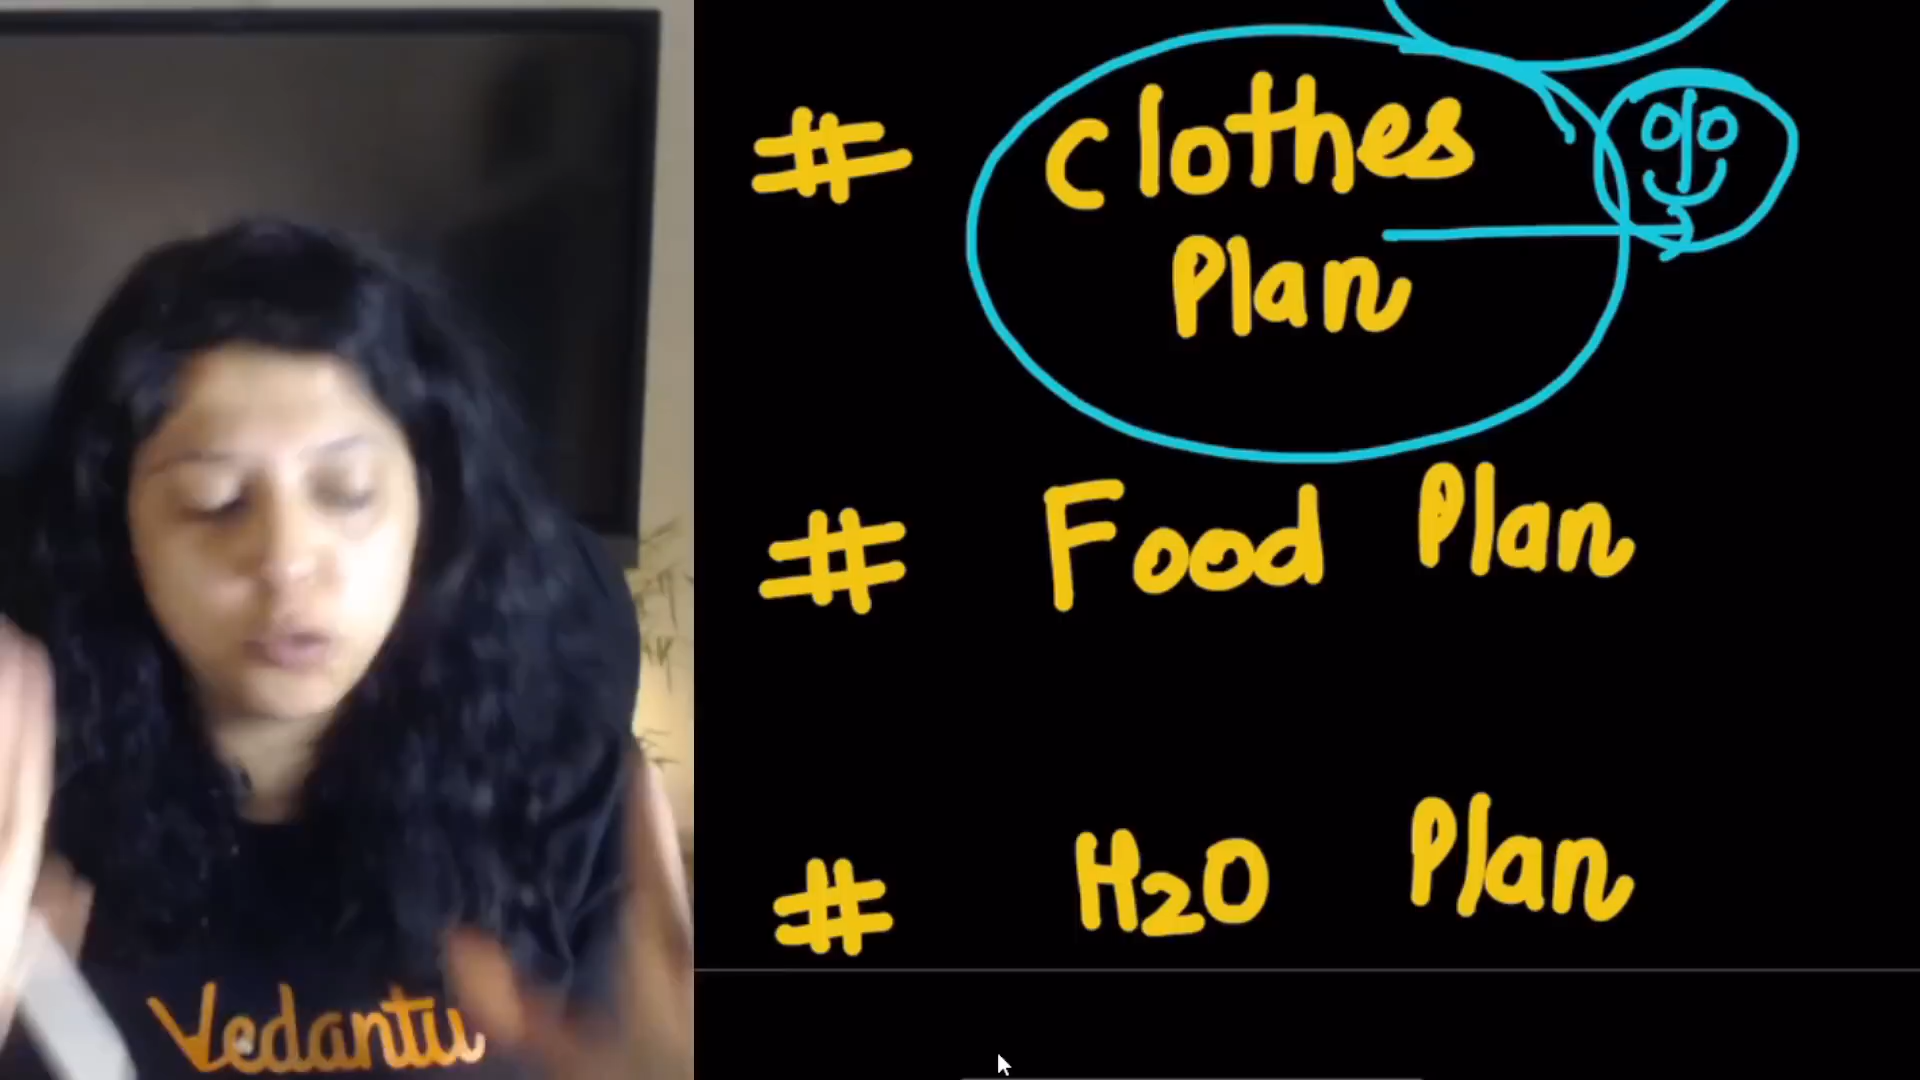 # Clothes
Plan
# Food Plan
# H2O Plan
Vedantu